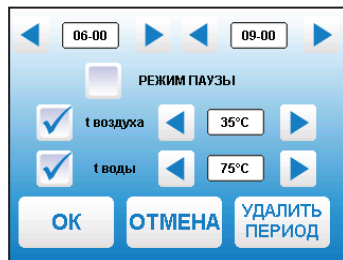 06-00 09-00
РЕЖИМ ПАУЗЫ
t воздуха 35°C
t воды 75°C
ОК ОТМЕНА УДАЛИТЬ
ПЕРИОД